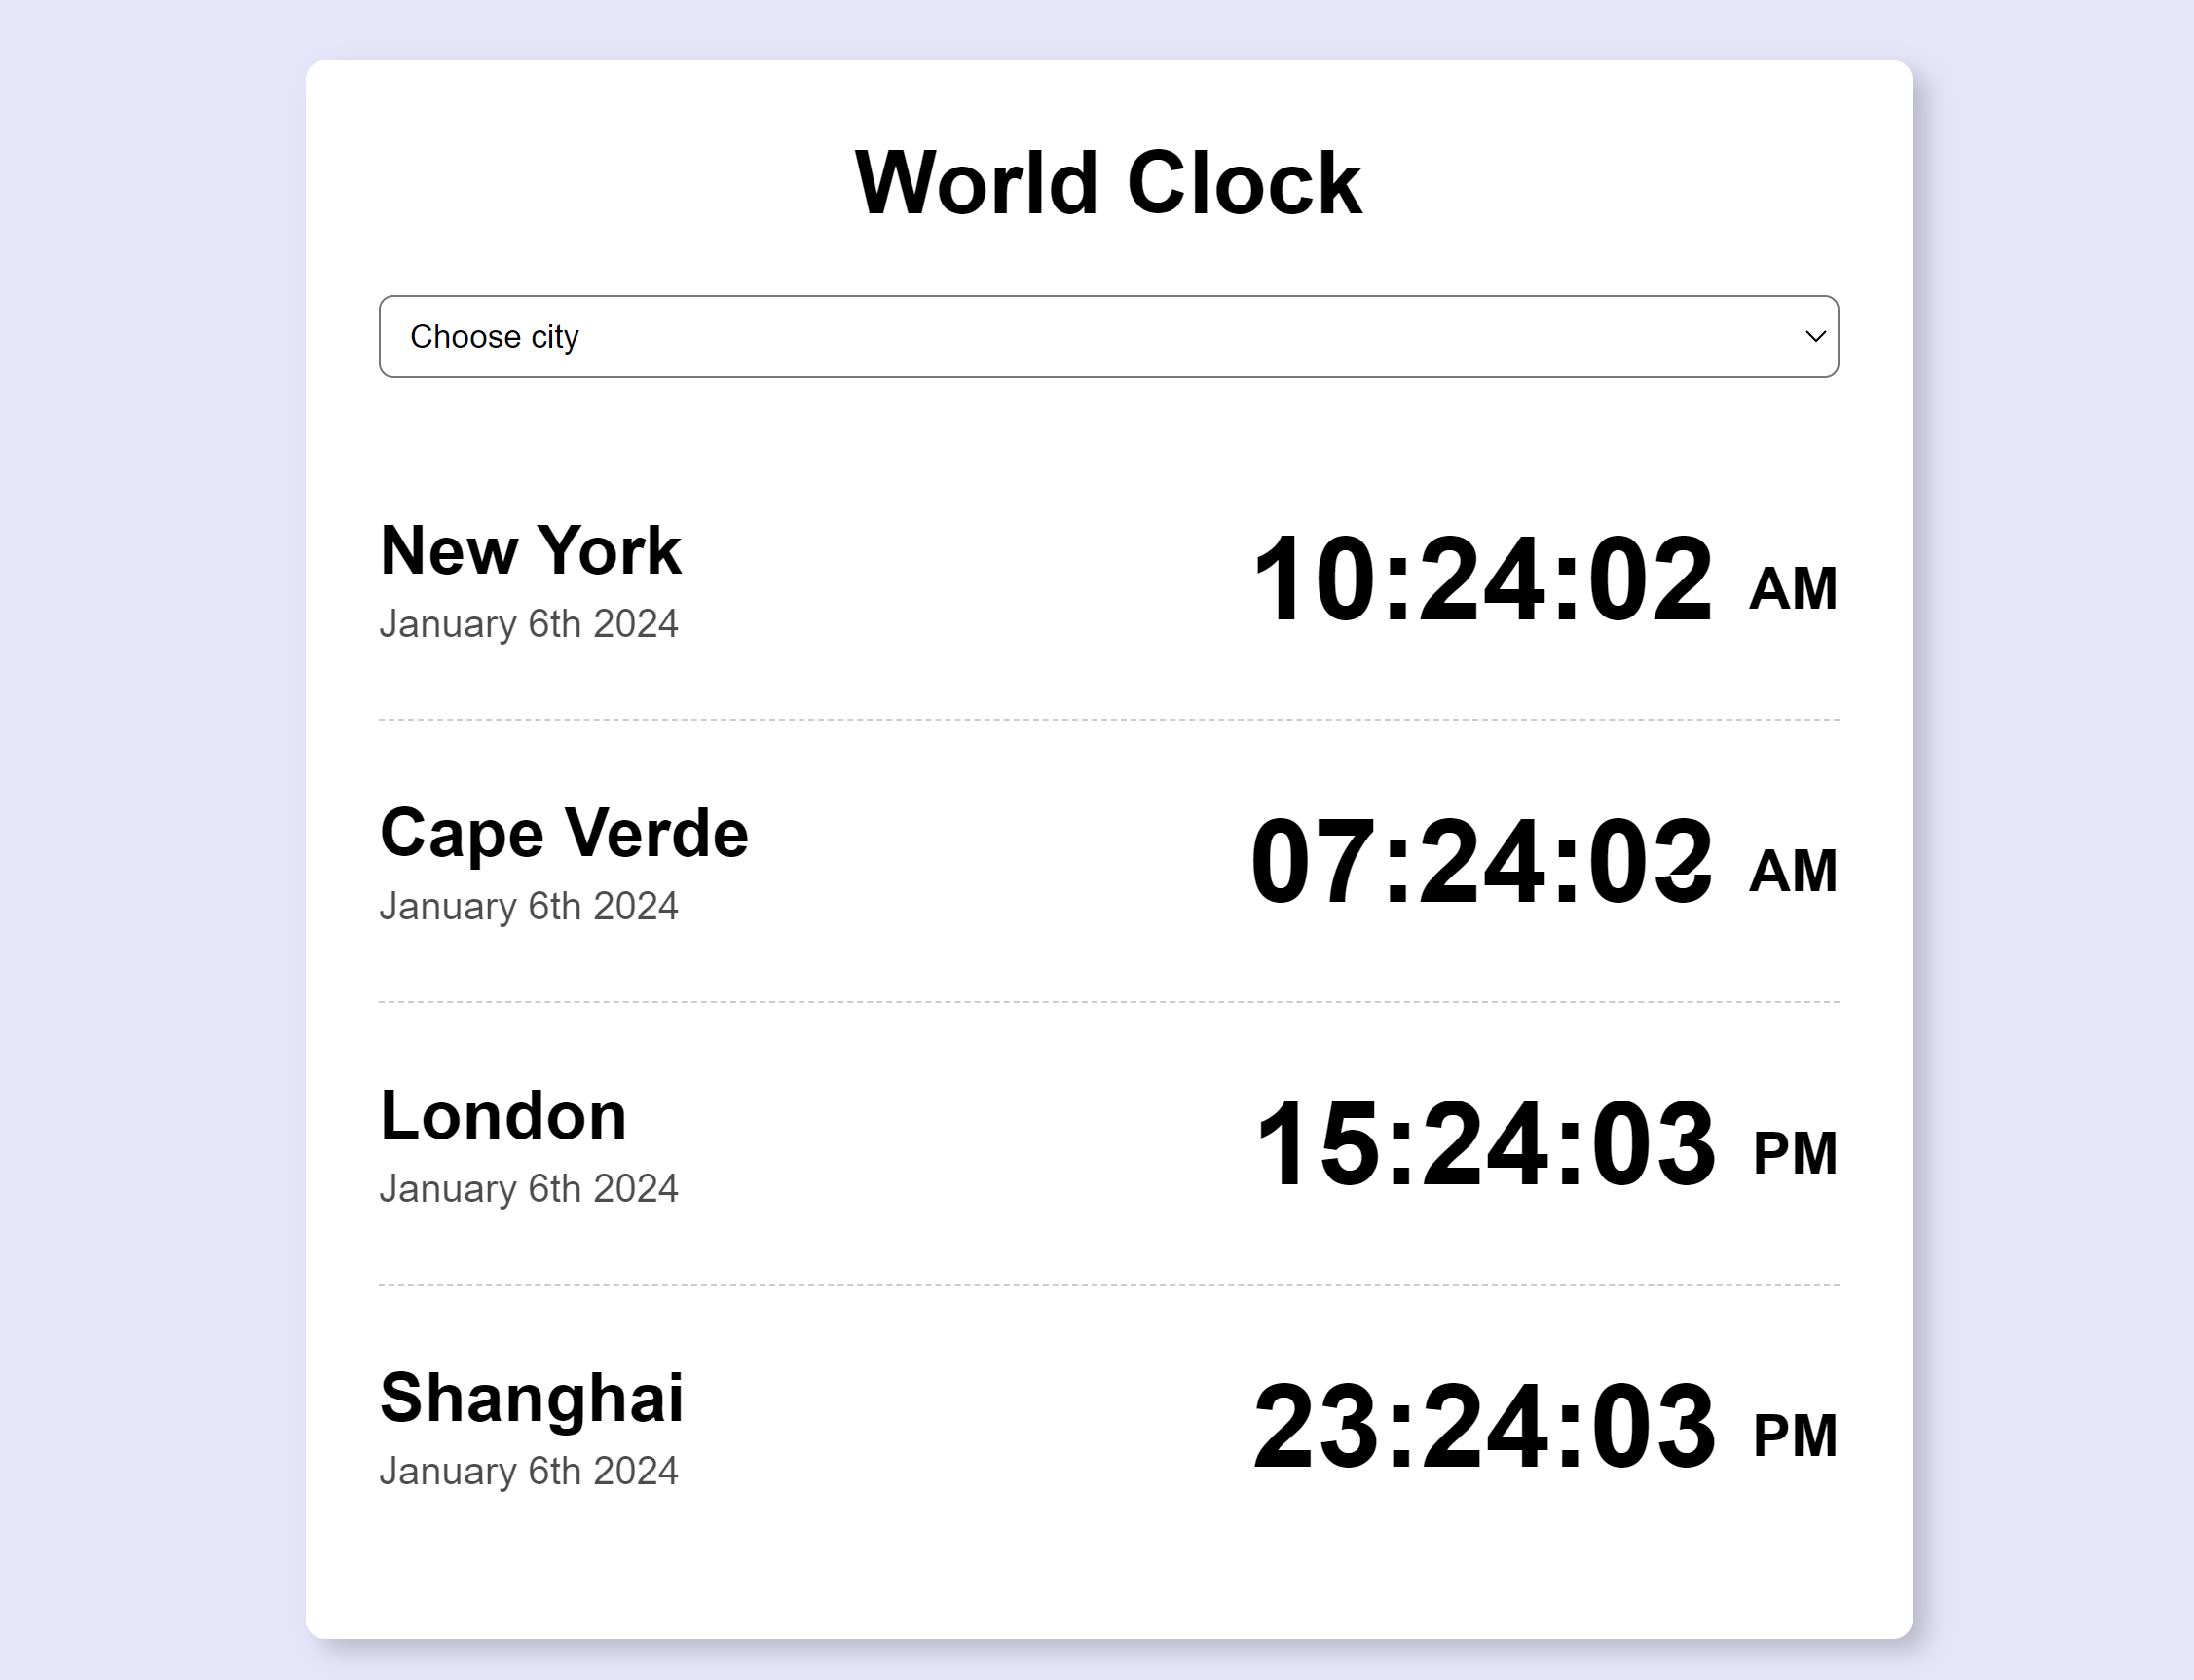 World Clock
Choose city
New York
10:24:02 AM
January 6th 2024
Cape Verde
07:24:0 AM
January 6th 2024
London
15:24:03 PM
January 6th 2024
Shanghai
23:24:03 PM
January 6th 2024